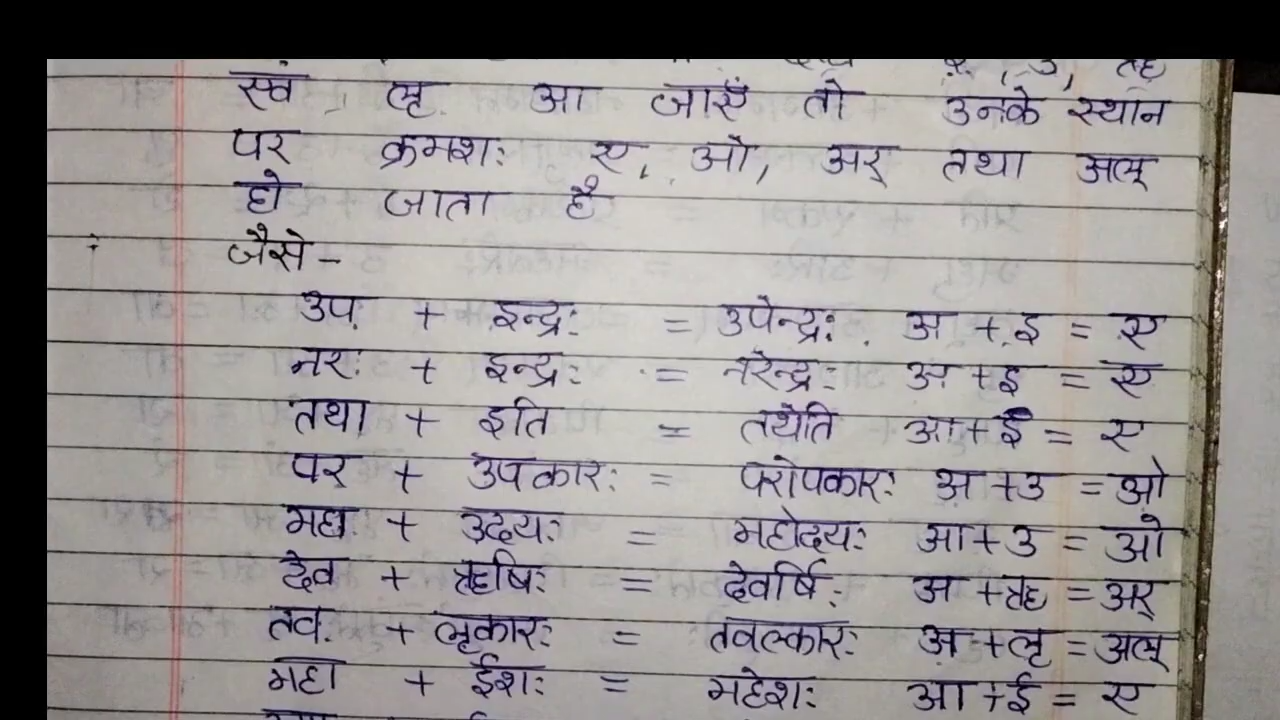 इ, उ, ऋ
एवं लृ आ जाएँ तो उनके स्थान
पर क्रमशः ए, ओ, अर् तथा अल्
हो जाता है
जैसे -
उप + इन्द्रः = उपेन्द्रः अ + इ = ए
नरः + इन्द्रः = नरेन्द्रः अ + इ = ए
तथा + इति = तथेति आ + इ = ए
पर + उपकारः = परोपकारः अ + उ = ओ
महा + उदयः = महोदयः आ + उ = ओ
देव + ऋषिः = देवर्षिः अ + ऋ = अर्
तवः + लृकारः = तवल्कारः अ + लृ = अल्
महा + ईशः = महेशः आ + ई = ए